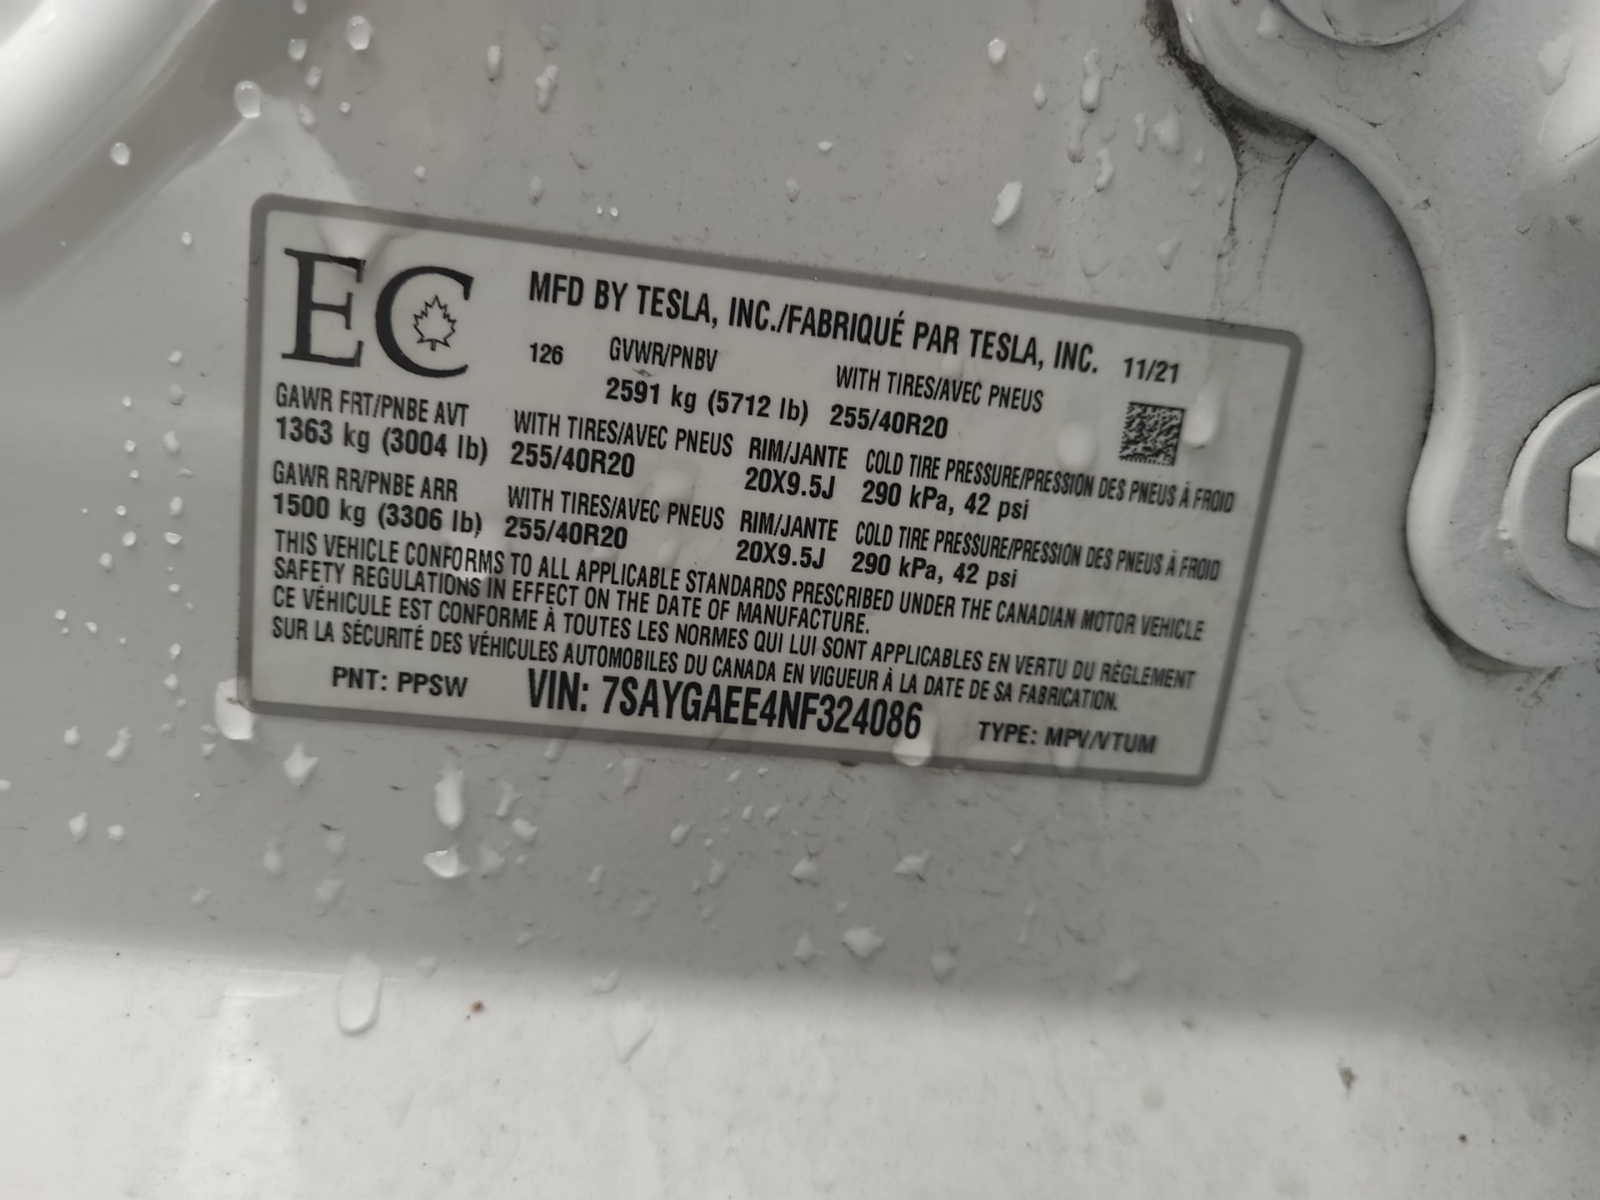 EC
MFD BY TESLA, INC./FABRIQUÉ PAR TESLA, INC. 11/21
126 GVWR/PNBV WITH TIRES/AVEC PNEUS
2591 kg (5712 lb) 255/40R20
GAWR FRT/PNBE AVT WITH TIRES/AVEC PNEUS RIM/JANTE COLD TIRE PRESSURE/PRESSION DES PNEUS À FROID
1363 kg (3004 lb) 255/40R20 20X9.5J 290 kPa, 42 psi
GAWR RR/PNBE ARR WITH TIRES/AVEC PNEUS RIM/JANTE COLD TIRE PRESSURE/PRESSION DES PNEUS À FROID
1500 kg (3306 lb) 255/40R20 20X9.5J 290 kPa, 42 psi
THIS VEHICLE CONFORMS TO ALL APPLICABLE STANDARDS PRESCRIBED UNDER THE CANADIAN MOTOR VEHICLE
SAFETY REGULATIONS IN EFFECT ON THE DATE OF MANUFACTURE.
CE VÉHICULE EST CONFORME À TOUTES LES NORMES QUI LUI SONT APPLICABLES EN VERTU DU RÈGLEMENT
SUR LA SÉCURITÉ DES VÉHICULES AUTOMOBILES DU CANADA EN VIGUEUR À LA DATE DE SA FABRICATION.
PNT: PPSW VIN: 7SAYGAEE4NF324086 TYPE: MPV/VTUM